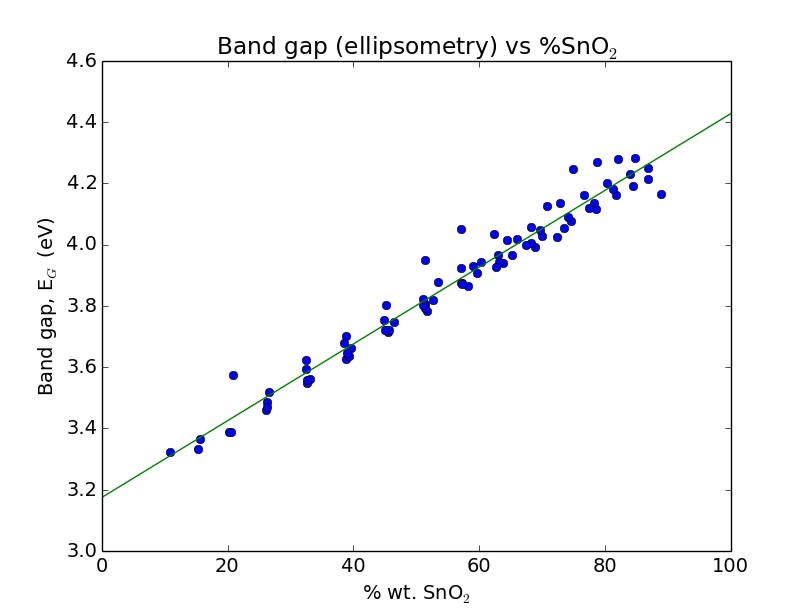 Band gap (ellipsometry) vs %SnO₂
4.6
4.4
4.2
4.0
3.8
3.6
3.4
3.2
3.0
Band gap, E_G (eV)
0 20 40 60 80 100
% wt. SnO₂